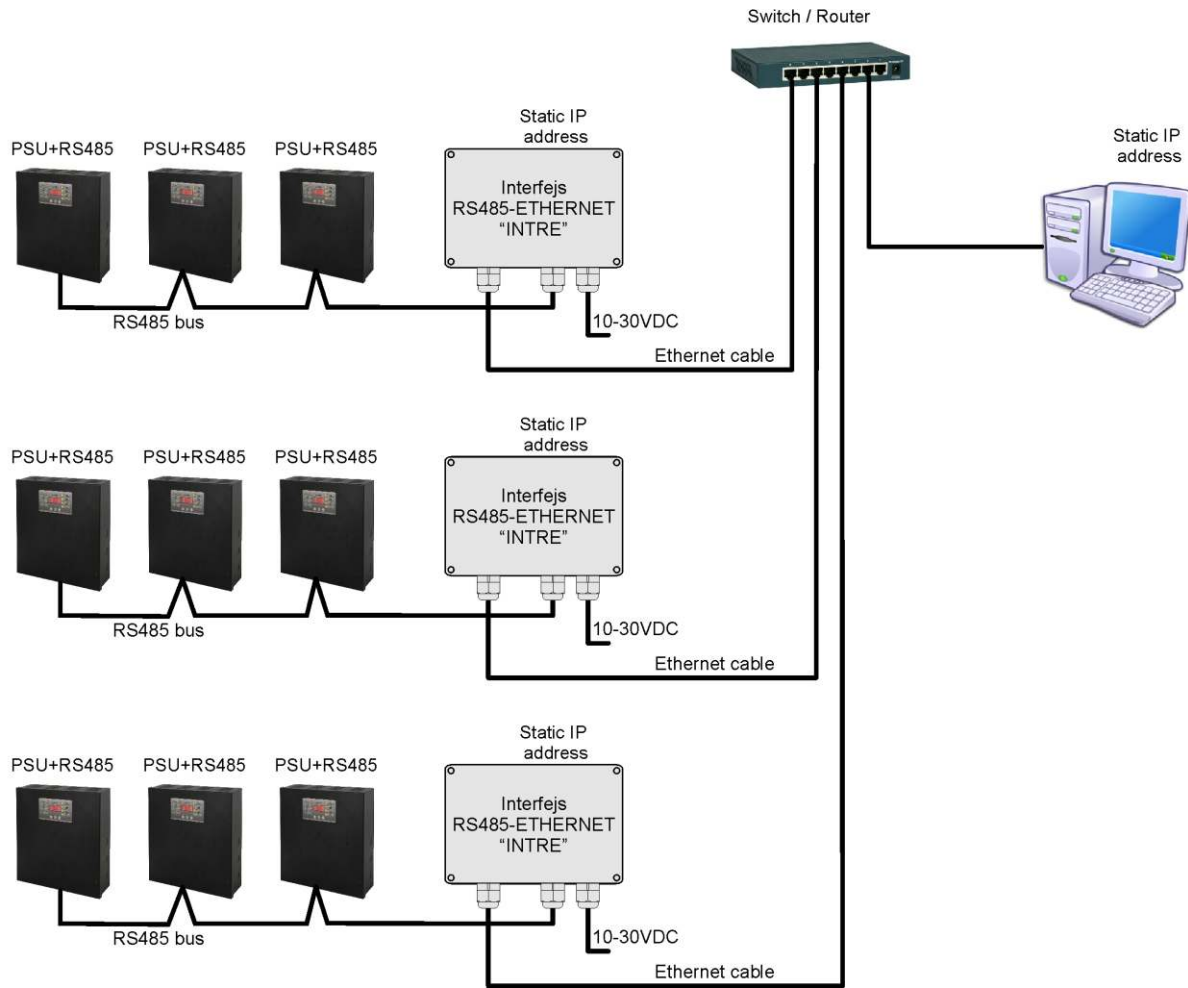 Switch / Router
Static IP
address
PSU+RS485 PSU+RS485 PSU+RS485
Static IP
address
Interfejs
RS485-ETHERNET
“INTRE”
RS485 bus
10-30VDC
Ethernet cable
PSU+RS485 PSU+RS485 PSU+RS485
Static IP
address
Interfejs
RS485-ETHERNET
“INTRE”
RS485 bus
10-30VDC
Ethernet cable
PSU+RS485 PSU+RS485 PSU+RS485
Static IP
address
Interfejs
RS485-ETHERNET
“INTRE”
RS485 bus
10-30VDC
Ethernet cable